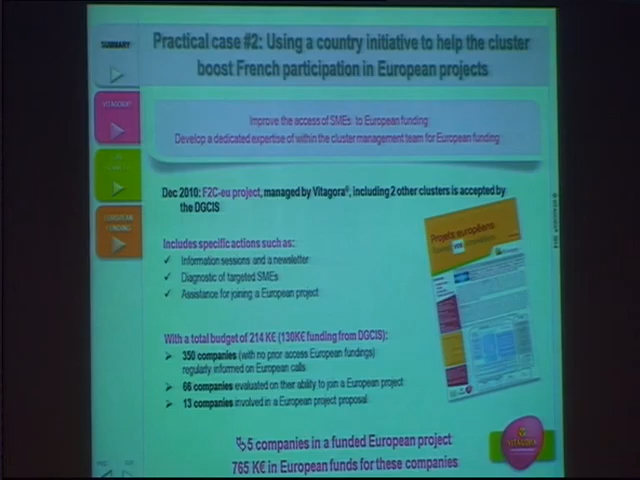 SUMMARY
Practical case #2: Using a country initiative to help the cluster
boost French participation in European projects
VITAGORA®
Improve the access of SMEs to European funding
Develop a dedicated expertise of within the cluster management team for European funding
EUROPEAN
FUNDING
Dec 2010: F2C-eu project, managed by Vitagora®, including 2 other clusters is accepted by
the DGCIS
Includes specific actions such as:
✓ Information sessions and a newsletter
✓ Diagnostic of targeted SMEs
✓ Assistance for joining a European project
Projets européens
With a total budget of 214 K€ (130K€ funding from DGCIS):
➢ 350 companies (with no prior access European fundings)
regularly informed on European calls
➢ 66 companies evaluated on their ability to join a European project
➢ 13 companies involved in a European project proposal
5 companies in a funded European project
765 K€ in European funds for these companies
VITAGORA